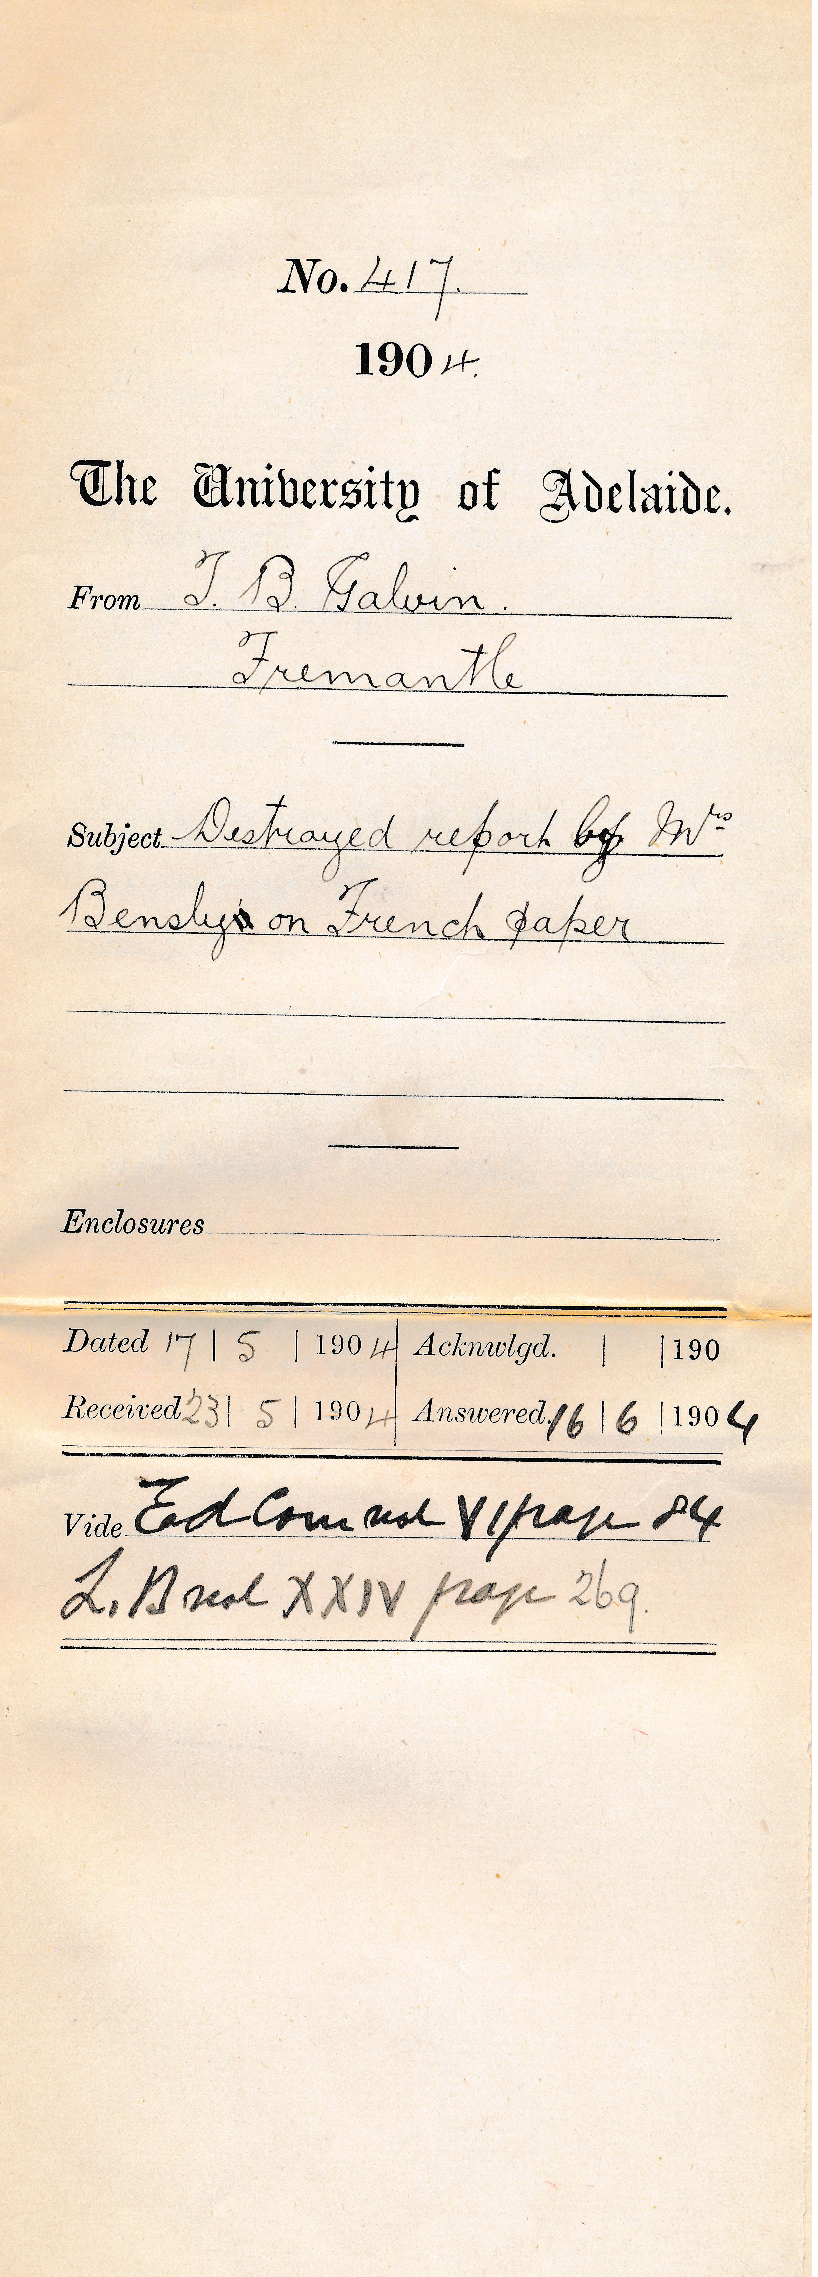 No. 417.
1904.
The University of Adelaide.
From T. B. Galvin.
Fremantle
Subject Destroyed report by Mrs
Bensly on French paper
Enclosures
Dated 17 | 5 | 1904 Acknwlgd. | | 190
Received 23 | 5 | 1904 Answered. 16 | 6 | 1904
Vide Ed Com vol VI page 84
L. B vol XXIV page 269.